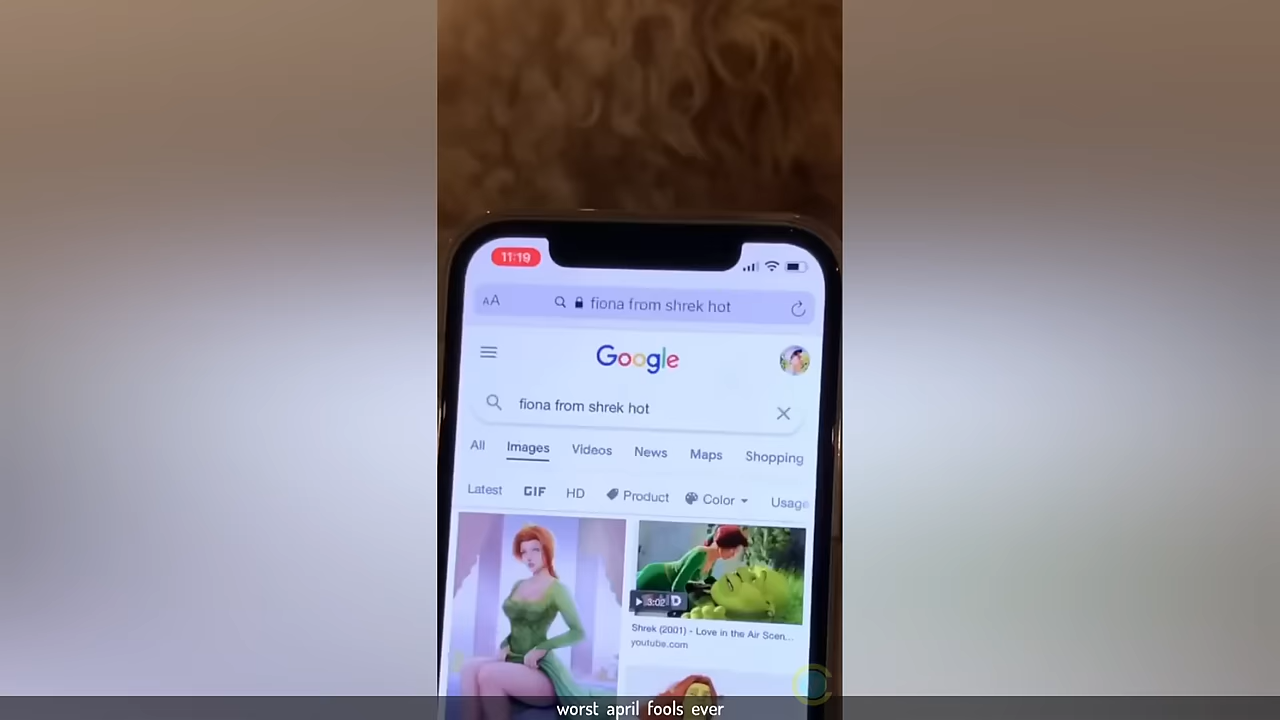 11:19
AA fiona from shrek hot
Google
fiona from shrek hot
All Images Videos News Maps Shopping
Latest GIF HD Product Color Usage
3:02 D
Shrek (2001) - Love in the Air Scen...
youtube.com
worst april fools ever